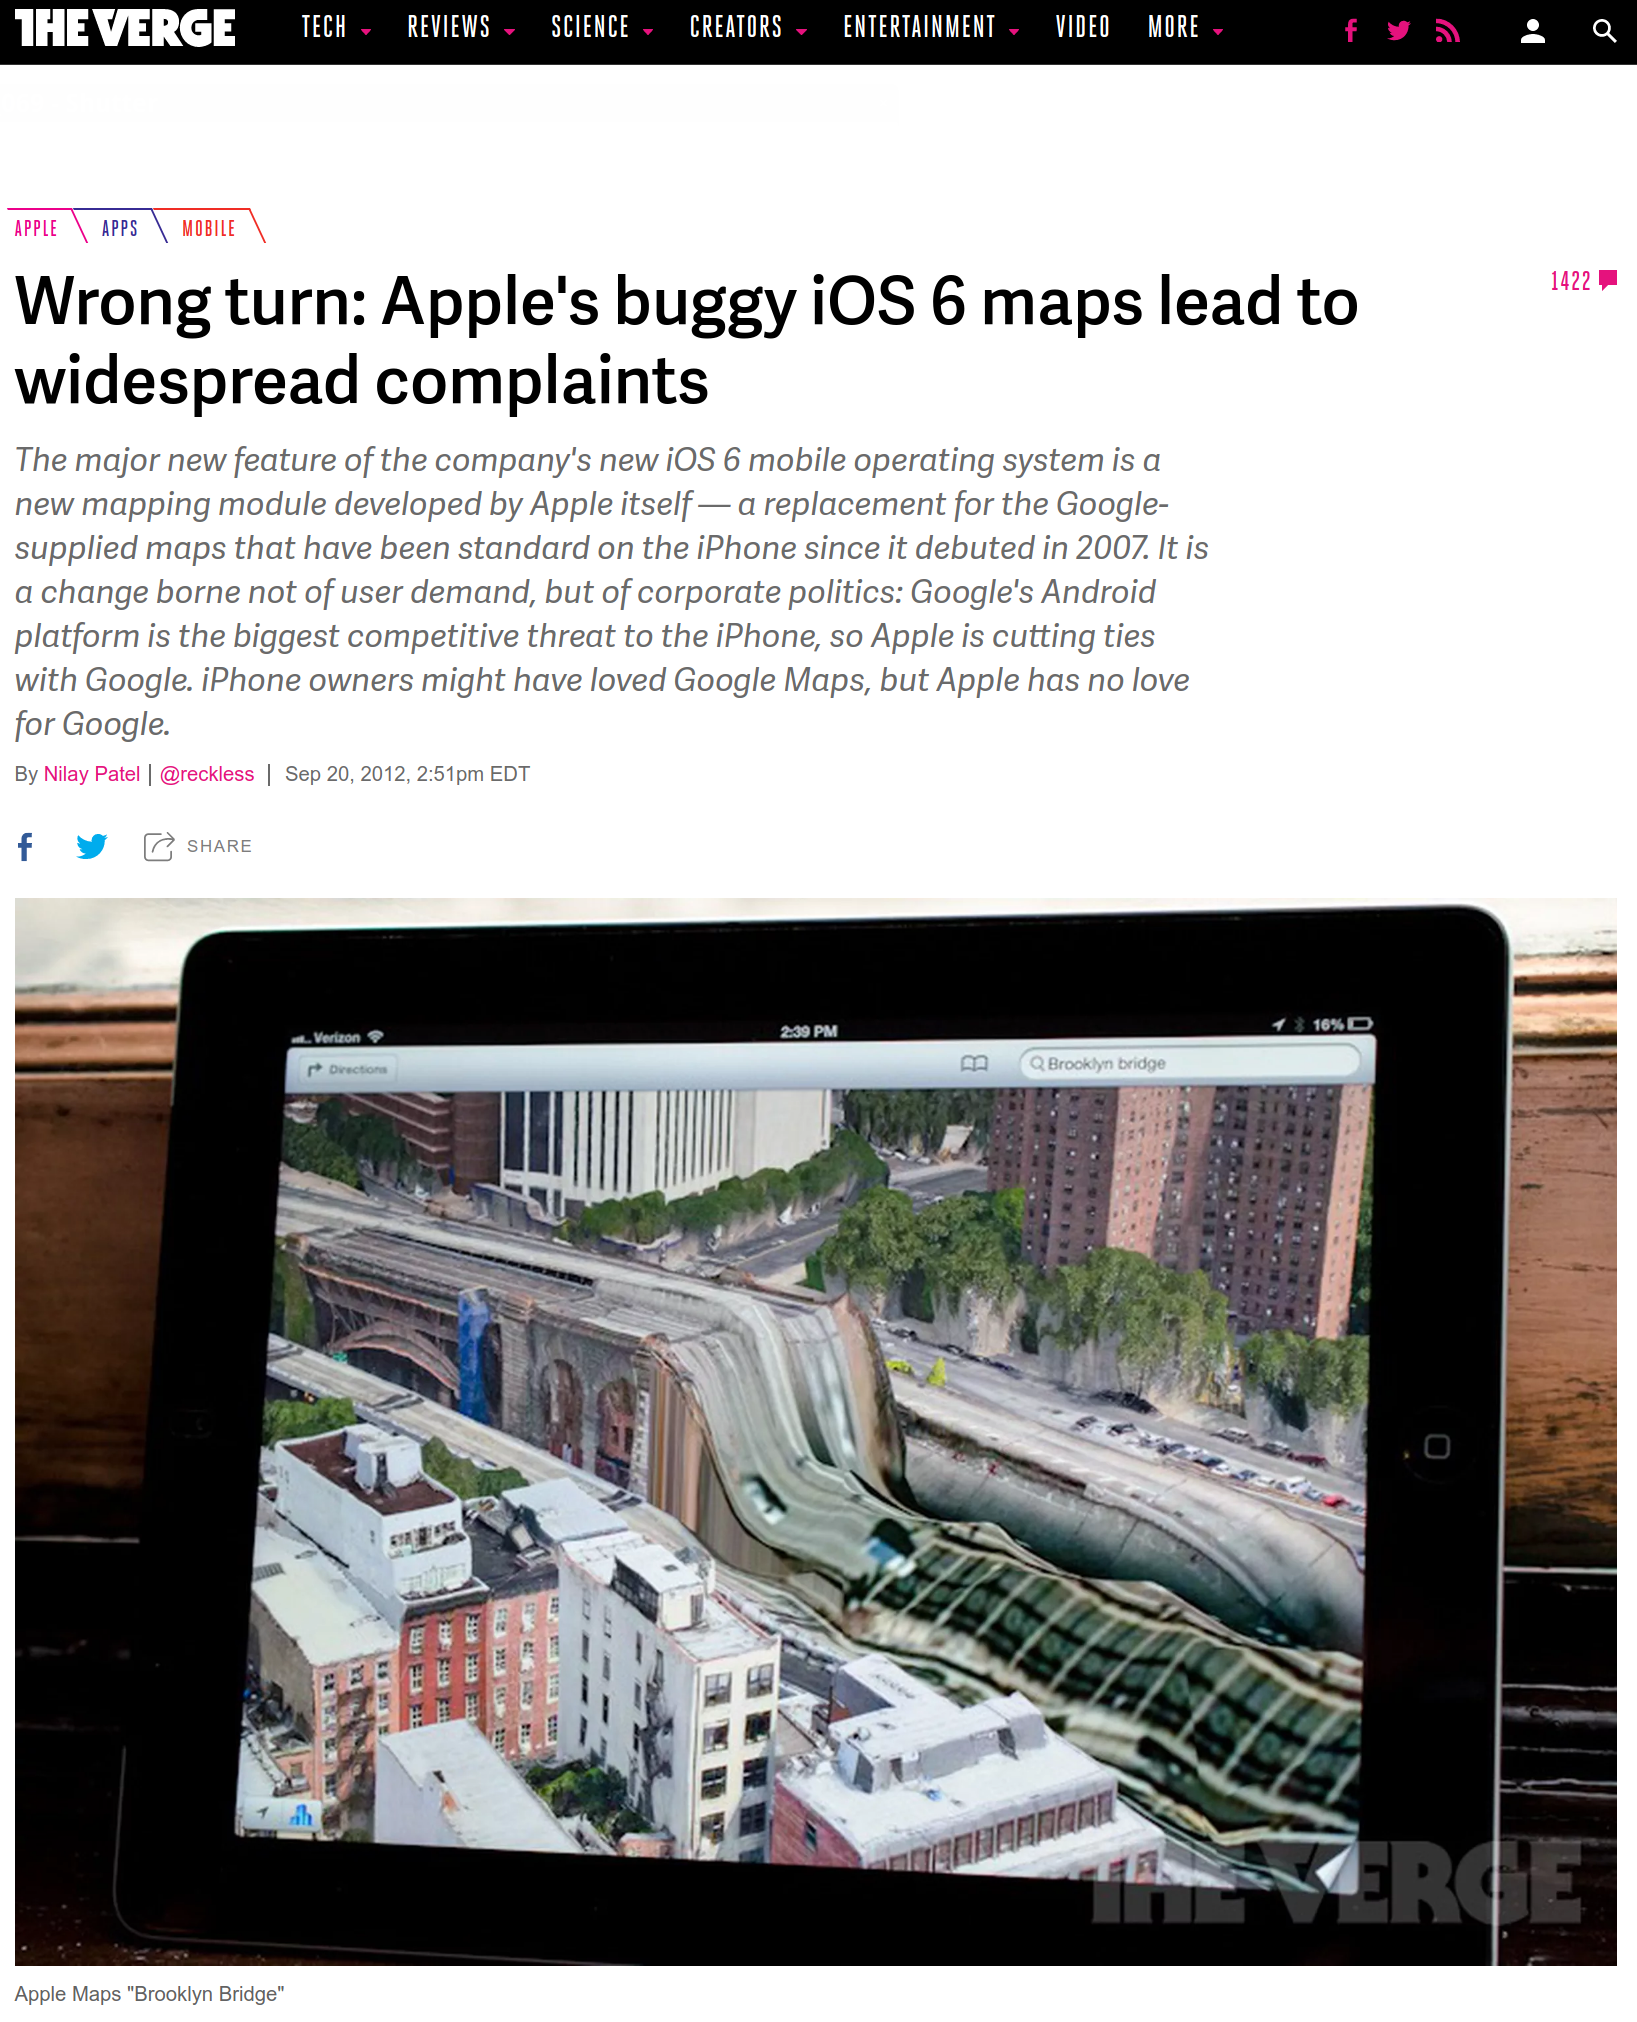 THE VERGE
TECH REVIEWS SCIENCE CREATORS ENTERTAINMENT VIDEO MORE
APPLE APPS MOBILE
Wrong turn: Apple's buggy iOS 6 maps lead to
widespread complaints
1422
The major new feature of the company's new iOS 6 mobile operating system is a
new mapping module developed by Apple itself — a replacement for the Google-
supplied maps that have been standard on the iPhone since it debuted in 2007. It is
a change borne not of user demand, but of corporate politics: Google's Android
platform is the biggest competitive threat to the iPhone, so Apple is cutting ties
with Google. iPhone owners might have loved Google Maps, but Apple has no love
for Google.
By Nilay Patel | @reckless | Sep 20, 2012, 2:51pm EDT
SHARE
Verizon 2:39 PM 16%
Directions Brooklyn bridge
THE VERGE
Apple Maps "Brooklyn Bridge"